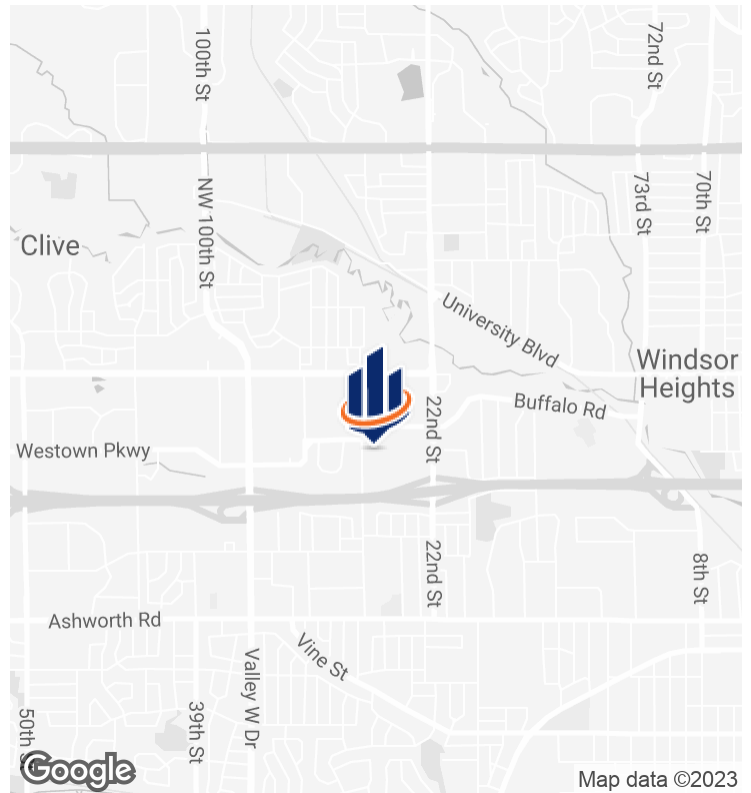 100th St
72nd St
NW 100th St
73rd St
70th St
Clive
University Blvd
Windsor
Heights
22nd St
Buffalo Rd
Westown Pkwy
22nd St
8th St
Ashworth Rd
Vine St
Valley W Dr
39th St
50th St
Google
Map data ©2023